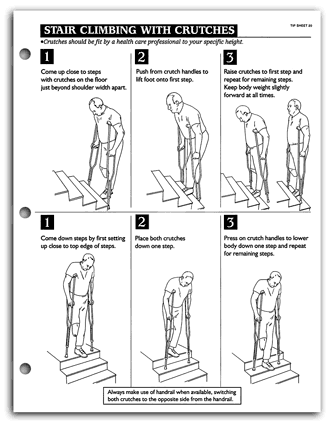 STAIR CLIMBING WITH CRUTCHES
TIP SHEET 20
•Crutches should be fit by a health care professional to your specific height.
1
Come up close to steps
with crutches on the floor
just beyond shoulder width apart.
2
Push from crutch handles to
lift foot onto first step.
3
Raise crutches to first step and
repeat for remaining steps.
Keep body weight slightly
forward at all times.
1
Come down steps by first setting
up close to top edge of steps.
2
Place both crutches
down one step.
3
Press on crutch handles to lower
body down one step and repeat
for remaining steps.
Always make use of handrail when available, switching
both crutches to the opposite side from the handrail.